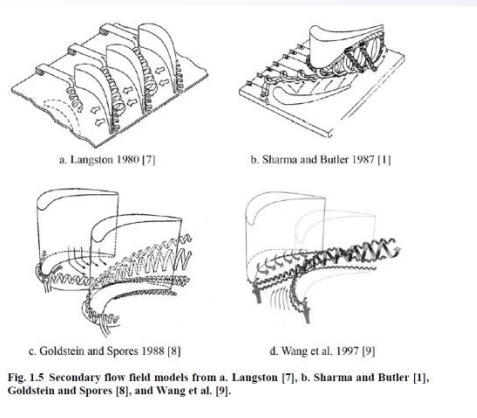 a. Langston 1980 [7]
b. Sharma and Butler 1987 [1]
c. Goldstein and Spores 1988 [8]
d. Wang et al. 1997 [9]
Fig. 1.5 Secondary flow field models from a. Langston [7], b. Sharma and Butler [1],
Goldstein and Spores [8], and Wang et al. [9].